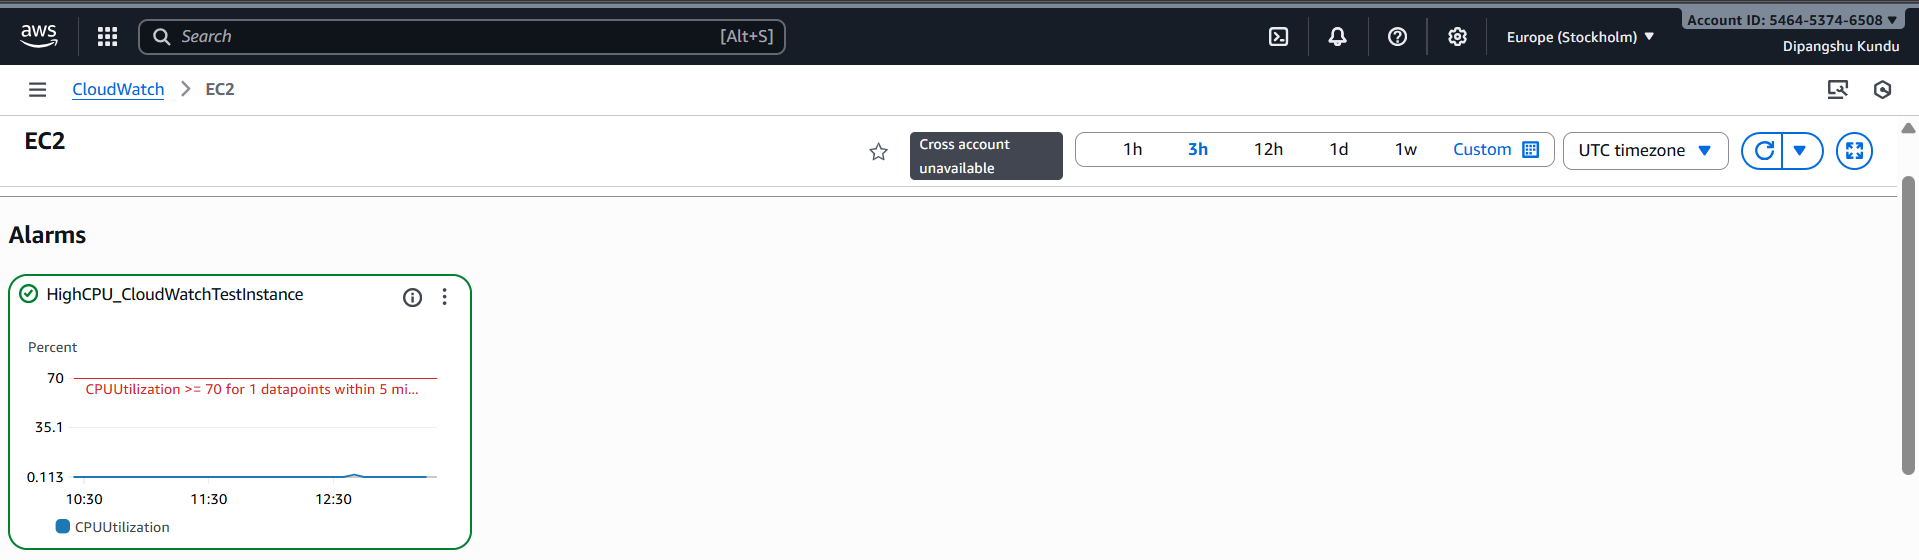 aws
Search [Alt+S]
Europe (Stockholm)
Account ID: 5464-5374-6508
Dipangshu Kundu
CloudWatch > EC2
EC2
Cross account
unavailable
1h 3h 12h 1d 1w Custom
UTC timezone
Alarms
HighCPU_CloudWatchTestInstance
Percent
70
CPUUtilization >= 70 for 1 datapoints within 5 mi...
35.1
0.113
10:30 11:30 12:30
CPUUtilization